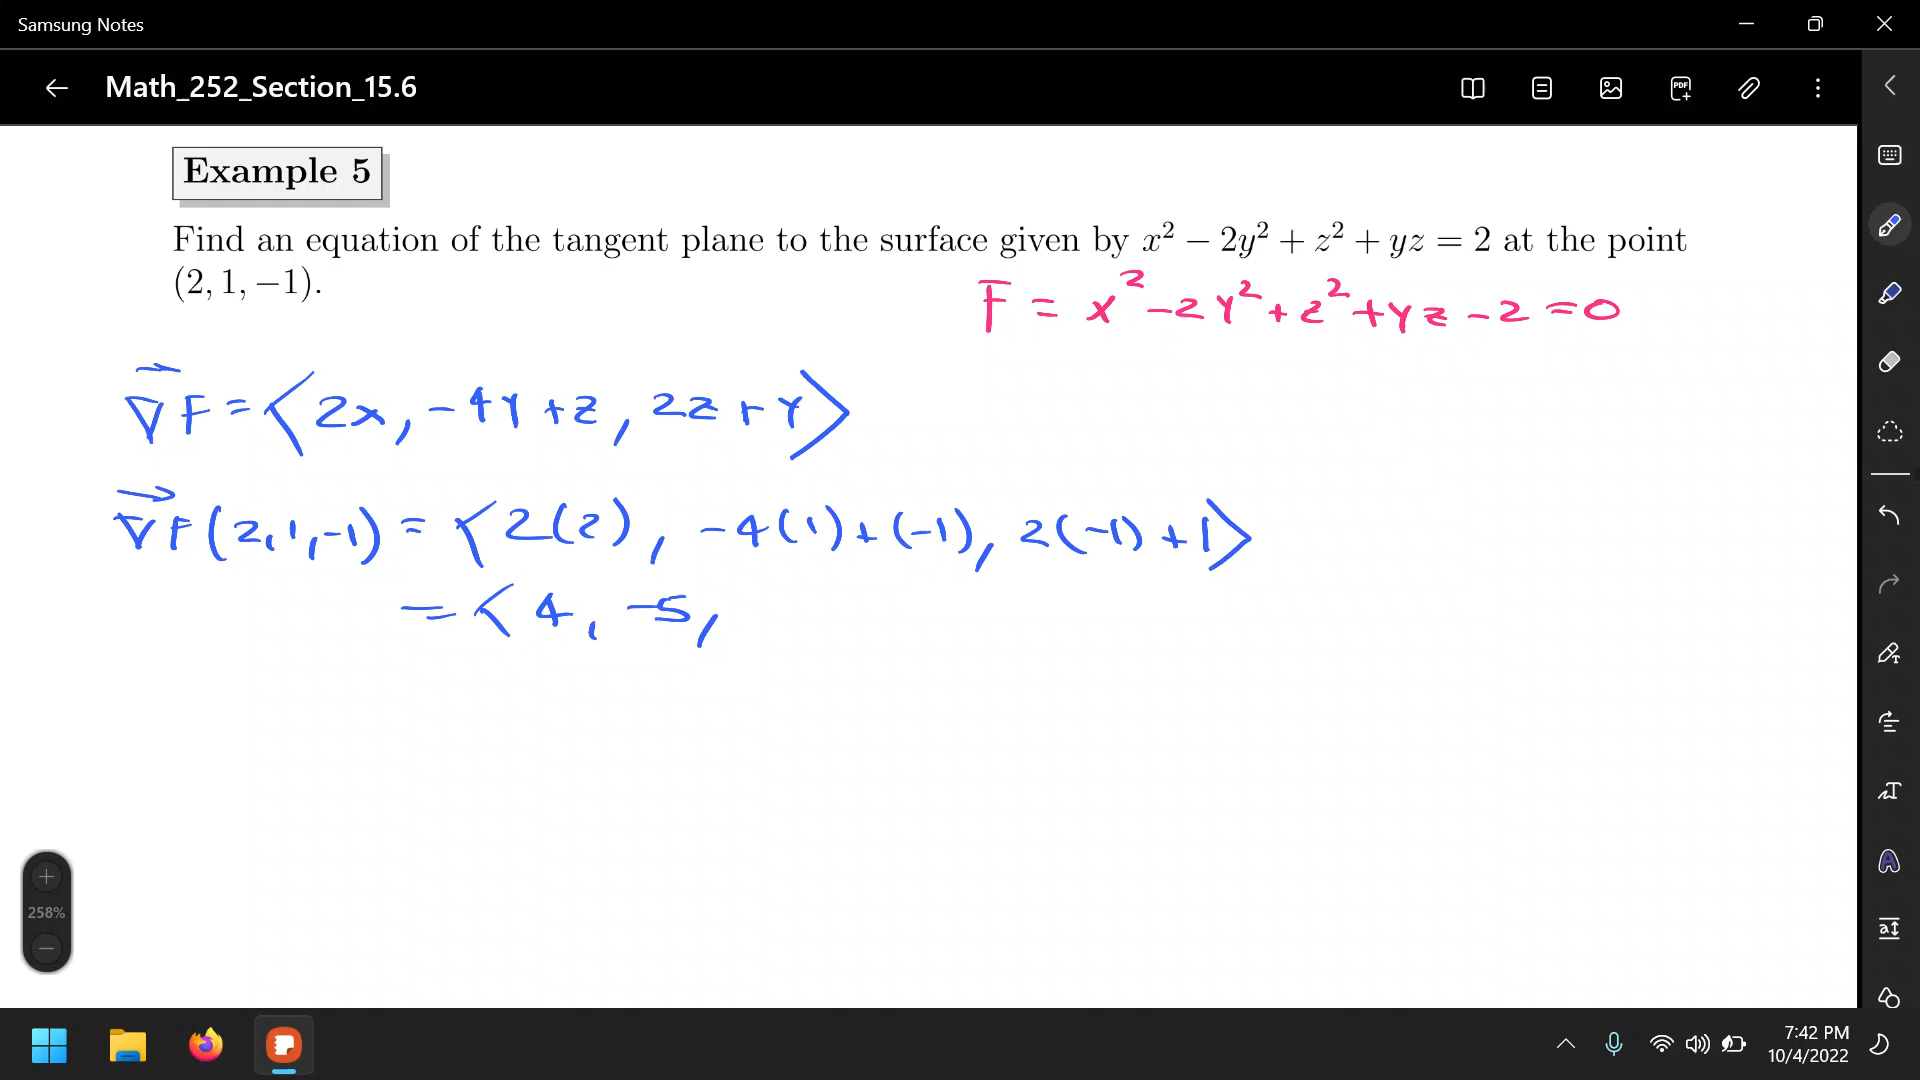 Samsung Notes
Math_252_Section_15.6
Example 5
Find an equation of the tangent plane to the surface given by x² − 2y² + z² + yz = 2 at the point
(2, 1, −1).
F = x² - 2y² + z² + yz - 2 = 0
∇⃗F = ⟨2x, -4y + z, 2z + y⟩
∇⃗F(2,1,-1) = ⟨2(2), -4(1)+(-1), 2(-1)+1⟩
= ⟨4, -5,
258%
7:42 PM
10/4/2022